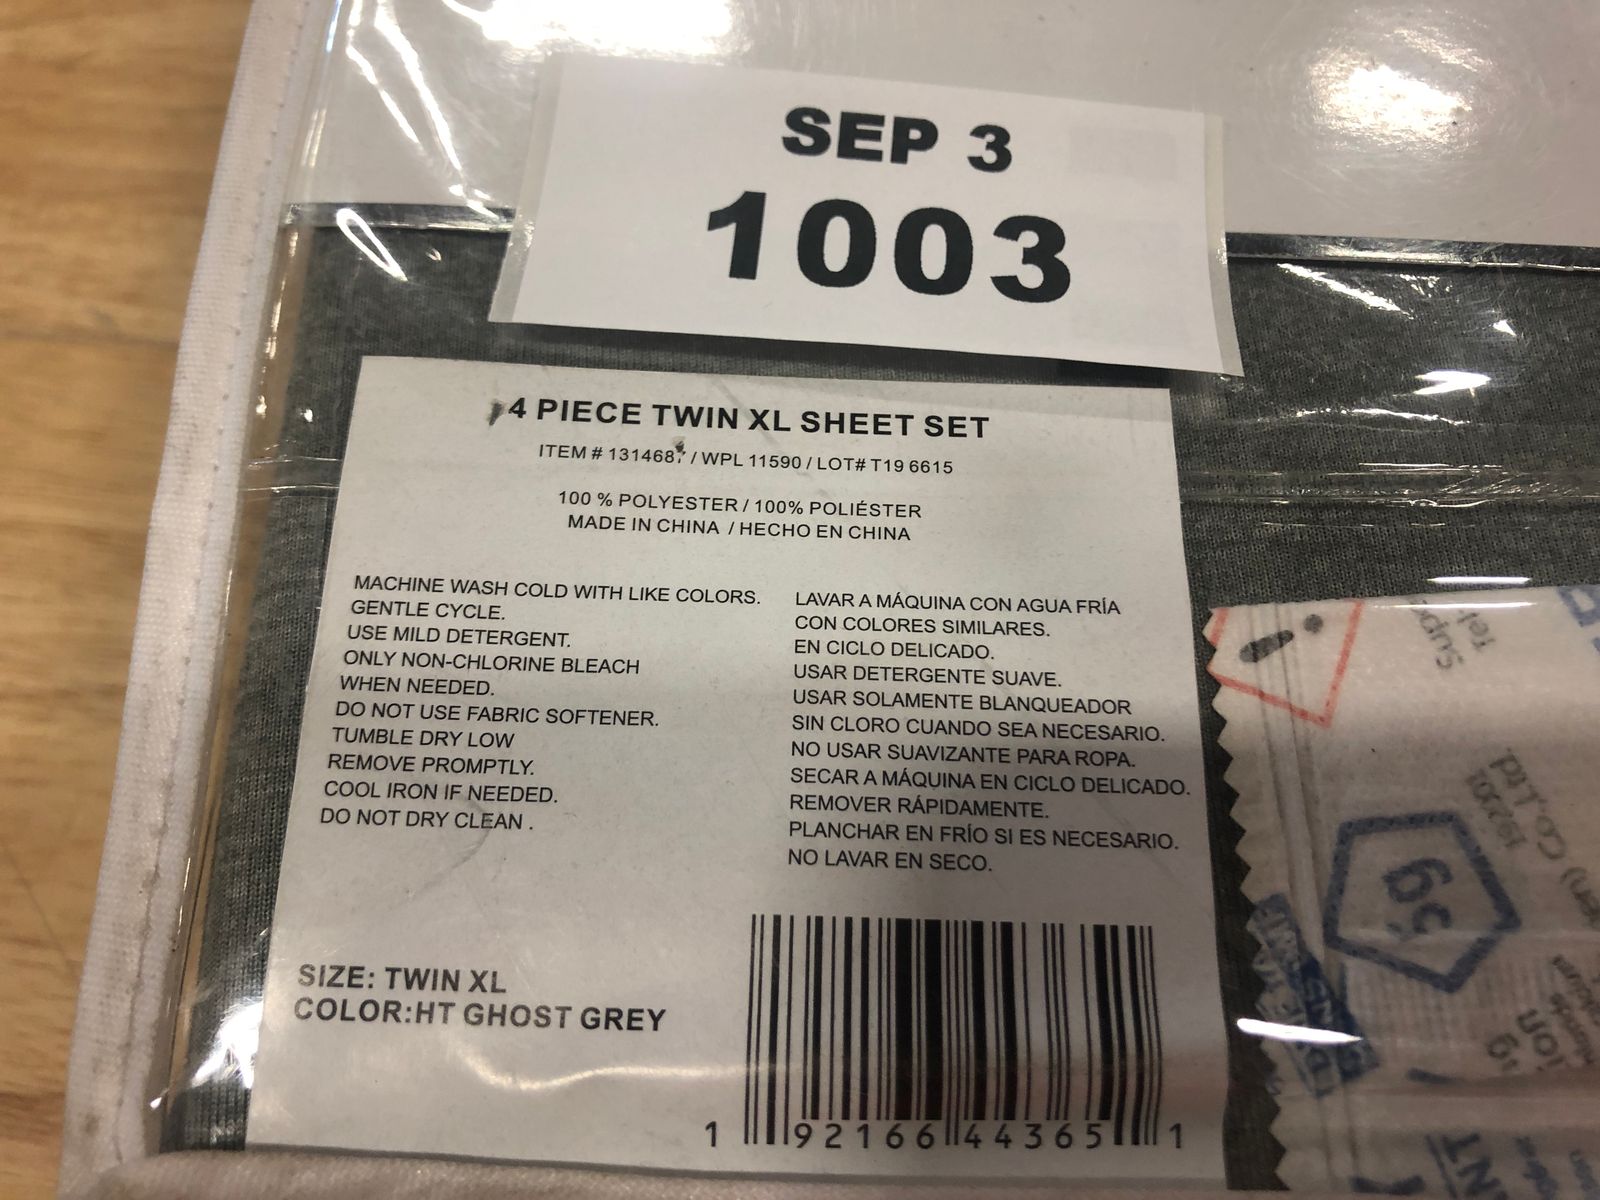 SEP 3
1003
4 PIECE TWIN XL SHEET SET
ITEM # 1314687 / WPL 11590 / LOT# T19 6615
100 % POLYESTER / 100% POLIÉSTER
MADE IN CHINA / HECHO EN CHINA
MACHINE WASH COLD WITH LIKE COLORS.
GENTLE CYCLE.
USE MILD DETERGENT.
ONLY NON-CHLORINE BLEACH
WHEN NEEDED.
DO NOT USE FABRIC SOFTENER.
TUMBLE DRY LOW
REMOVE PROMPTLY.
COOL IRON IF NEEDED.
DO NOT DRY CLEAN .
LAVAR A MÁQUINA CON AGUA FRÍA
CON COLORES SIMILARES.
EN CICLO DELICADO.
USAR DETERGENTE SUAVE.
USAR SOLAMENTE BLANQUEADOR
SIN CLORO CUANDO SEA NECESARIO.
NO USAR SUAVIZANTE PARA ROPA.
SECAR A MÁQUINA EN CICLO DELICADO.
REMOVER RÁPIDAMENTE.
PLANCHAR EN FRÍO SI ES NECESARIO.
NO LAVAR EN SECO.
SIZE: TWIN XL
COLOR:HT GHOST GREY
1 92166 44365 1